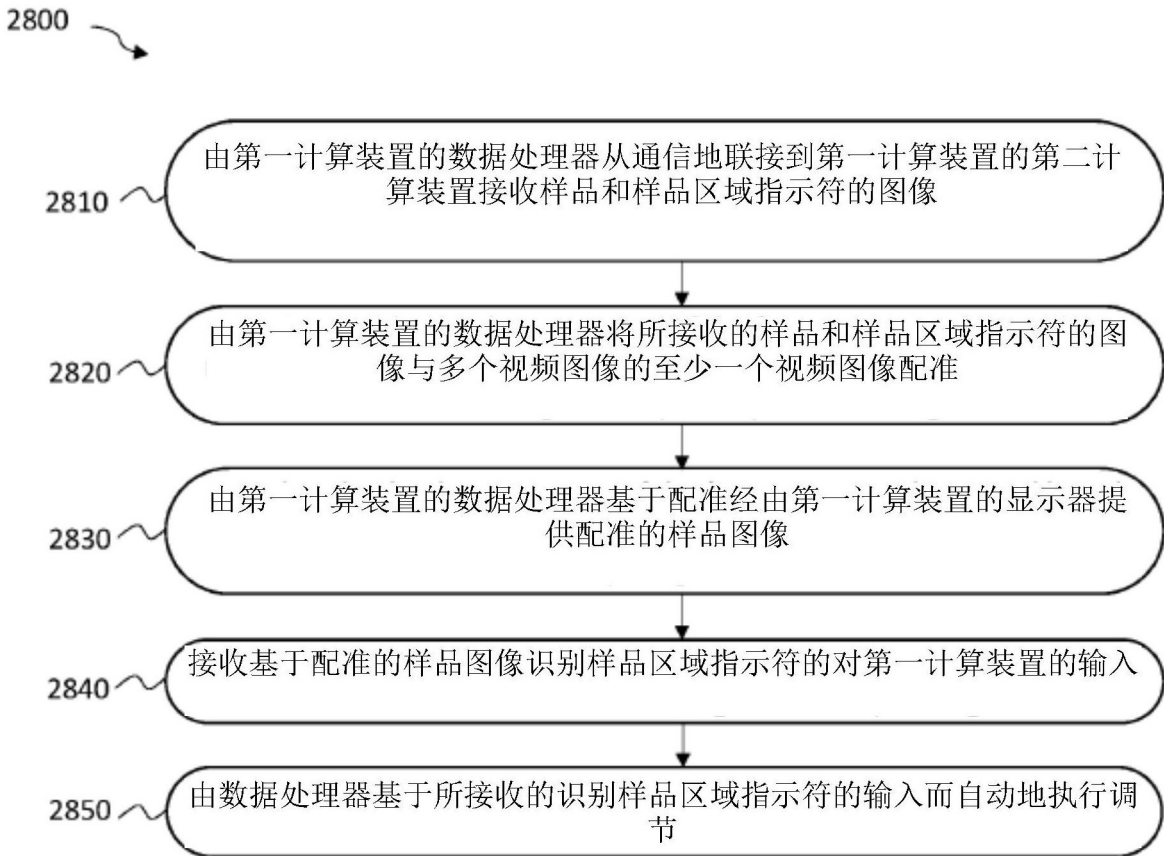 2800
由第一计算装置的数据处理器从通信地联接到第一计算装置的第二计
算装置接收样品和样品区域指示符的图像
2810
由第一计算装置的数据处理器将所接收的样品和样品区域指示符的图
像与多个视频图像的至少一个视频图像配准
2820
由第一计算装置的数据处理器基于配准经由第一计算装置的显示器提
供配准的样品图像
2830
接收基于配准的样品图像识别样品区域指示符的对第一计算装置的输入
2840
由数据处理器基于所接收的识别样品区域指示符的输入而自动地执行调
节
2850